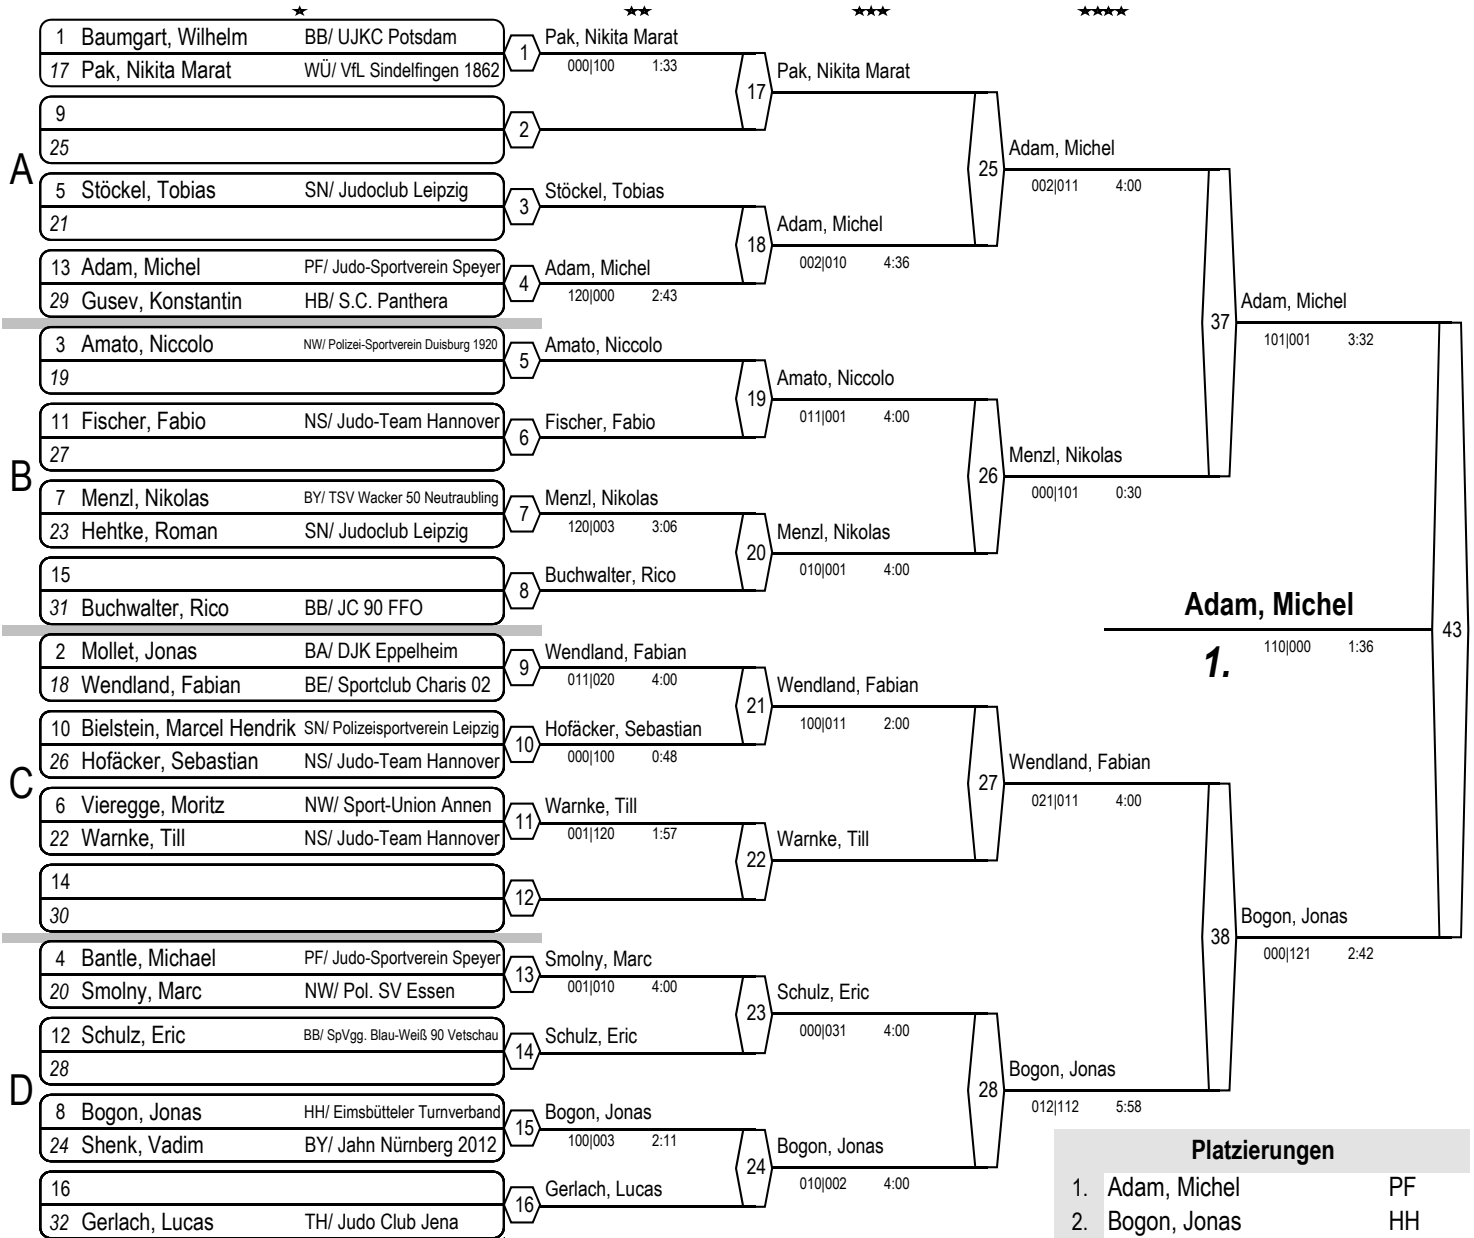 1 Baumgart, Wilhelm BB/ UJKC Potsdam
17 Pak, Nikita Marat WÜ/ VfL Sindelfingen 1862
9
25
A
5 Stöckel, Tobias SN/ Judoclub Leipzig
21
13 Adam, Michel PF/ Judo-Sportverein Speyer
29 Gusev, Konstantin HB/ S.C. Panthera
3 Amato, Niccolo NW/ Polizei-Sportverein Duisburg 1920
19
11 Fischer, Fabio NS/ Judo-Team Hannover
27
B
7 Menzl, Nikolas BY/ TSV Wacker 50 Neutraubling
23 Hehtke, Roman SN/ Judoclub Leipzig
15
31 Buchwalter, Rico BB/ JC 90 FFO
2 Mollet, Jonas BA/ DJK Eppelheim
18 Wendland, Fabian BE/ Sportclub Charis 02
10 Bielstein, Marcel Hendrik SN/ Polizeisportverein Leipzig
26 Hofäcker, Sebastian NS/ Judo-Team Hannover
C
6 Vieregge, Moritz NW/ Sport-Union Annen
22 Warnke, Till NS/ Judo-Team Hannover
14
30
4 Bantle, Michael PF/ Judo-Sportverein Speyer
20 Smolny, Marc NW/ Pol. SV Essen
12 Schulz, Eric BB/ SpVgg. Blau-Weiß 90 Vetschau
28
D
8 Bogon, Jonas HH/ Eimsbütteler Turnverband
24 Shenk, Vadim BY/ Jahn Nürnberg 2012
16
32 Gerlach, Lucas TH/ Judo Club Jena
1 Pak, Nikita Marat
000|100 1:33
2
3 Stöckel, Tobias
4 Adam, Michel
120|000 2:43
5 Amato, Niccolo
6 Fischer, Fabio
7 Menzl, Nikolas
120|003 3:06
8 Buchwalter, Rico
9 Wendland, Fabian
011|020 4:00
10 Hofäcker, Sebastian
000|100 0:48
11 Warnke, Till
001|120 1:57
12
13 Smolny, Marc
001|010 4:00
14 Schulz, Eric
15 Bogon, Jonas
100|003 2:11
16 Gerlach, Lucas
17 Pak, Nikita Marat
18 Adam, Michel
002|010 4:36
19 Amato, Niccolo
011|001 4:00
20 Menzl, Nikolas
010|001 4:00
21 Wendland, Fabian
100|011 2:00
22 Warnke, Till
23 Schulz, Eric
000|031 4:00
24 Bogon, Jonas
010|002 4:00
25 Adam, Michel
002|011 4:00
26 Menzl, Nikolas
000|101 0:30
27 Wendland, Fabian
021|011 4:00
28 Bogon, Jonas
012|112 5:58
37 Adam, Michel
101|001 3:32
38 Bogon, Jonas
000|121 2:42
Adam, Michel
43
1. 110|000 1:36
Platzierungen
1. Adam, Michel PF
2. Bogon, Jonas HH